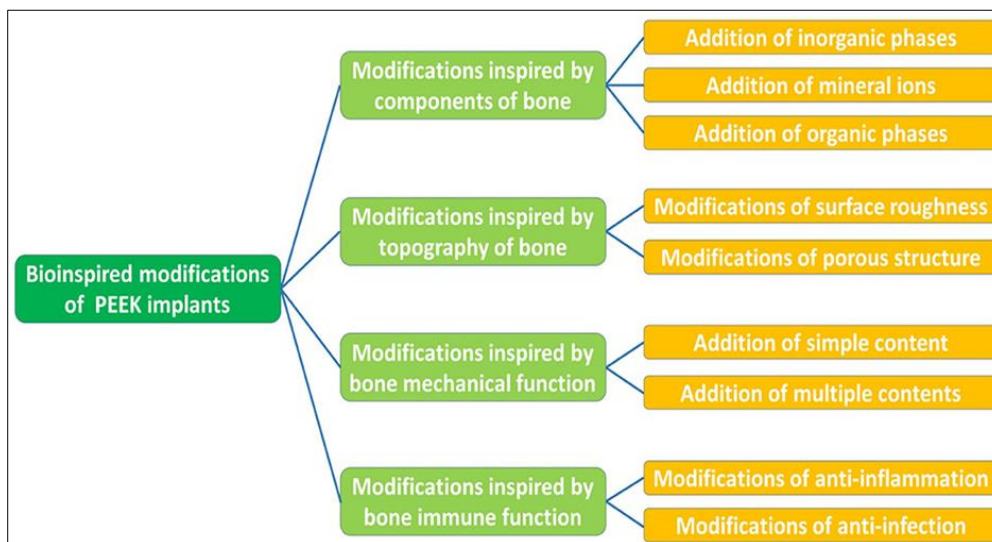 Bioinspired modifications
of PEEK implants
Modifications inspired by
components of bone
Addition of inorganic phases
Addition of mineral ions
Addition of organic phases
Modifications inspired by
topography of bone
Modifications of surface roughness
Modifications of porous structure
Modifications inspired by
bone mechanical function
Addition of simple content
Addition of multiple contents
Modifications inspired by
bone immune function
Modifications of anti-inflammation
Modifications of anti-infection